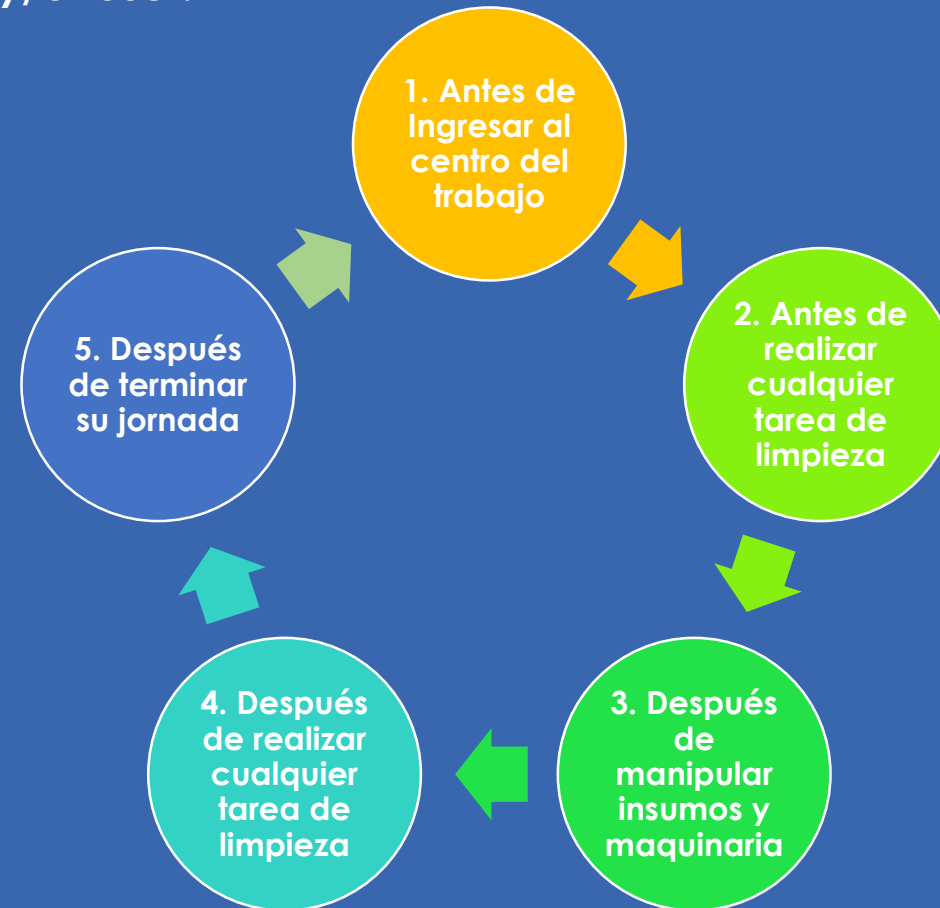 1. Antes de
Ingresar al
centro del
trabajo
2. Antes de
realizar
cualquier
tarea de
limpieza
3. Después
de
manipular
insumos y
maquinaria
4. Después
de realizar
cualquier
tarea de
limpieza
5. Después
de terminar
su jornada